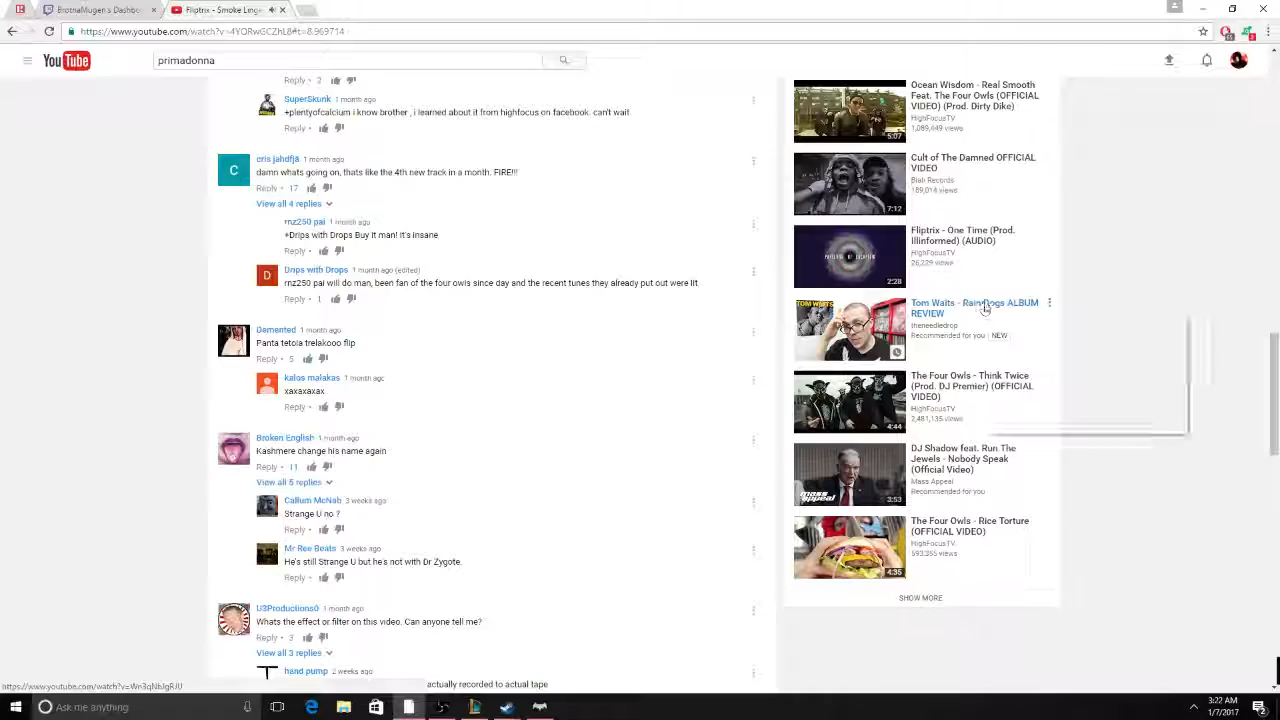 BrotnaMugen's Dashboa
Fliptrix - Smoke Ling
https://www.youtube.com/watch?v=4YORwGCZhL8#t=8.969714
YouTube
primadonna
Reply 2
SuperSkunk 1 month ago
+plentyofcalcium i know brother , i learned about it from highfocus on facebook. can't wait
Reply
cris jahdfjä 1 month ago
C
damn whats going on, thats like the 4th new track in a month. FIRE!!!
Reply 17
View all 4 replies
mz250 pai 1 month ago
+Drips with Drops Buy it man! it's insane
Reply
Drips with Drops 1 month ago (edited)
D
mz250 pai will do man, been fan of the four owls since day and the recent tunes they already put out were lit
Reply 1
Demented 1 month ago
Panta tetoia trelakooo flip
Reply 5
kalos malakas 1 month ago
xaxaxaxax
Reply
Broken English 1 month ago
Kashmere change his name again
Reply 11
View all 5 replies
Callum McNab 3 weeks ago
Strange U no ?
Reply
Mr Ree Beats 3 weeks ago
He's still Strange U but he's not with Dr Zygote.
Reply
U3Productions0 1 month ago
Whats the effect or filter on this video. Can anyone tell me?
Reply 3
View all 3 replies
hand pump 2 weeks ago
actually recorded to actual tape
Ocean Wisdom - Real Smooth
Feat. The Four Owls (OFFICIAL
VIDEO) (Prod. Dirty Dike)
HighFocusTV
1,089,449 views
5:07
Cult of The Damned OFFICIAL
VIDEO
Blah Records
189,014 views
7:12
Fliptrix - One Time (Prod.
Illinformed) (AUDIO)
HighFocusTV
26,229 views
2:28
TOM WAITS
Tom Waits - Rain Dogs ALBUM
REVIEW
theneedledrop
Recommended for you NEW
The Four Owls - Think Twice
(Prod. DJ Premier) (OFFICIAL
VIDEO)
HighFocusTV
2,481,135 views
4:44
DJ Shadow feat. Run The
Jewels - Nobody Speak
(Official Video)
Mass Appeal
Recommended for you
mass appeal
3:53
The Four Owls - Rice Torture
(OFFICIAL VIDEO)
HighFocusTV
593,355 views
4:35
SHOW MORE
Ask me anything
3:22 AM
1/7/2017
2